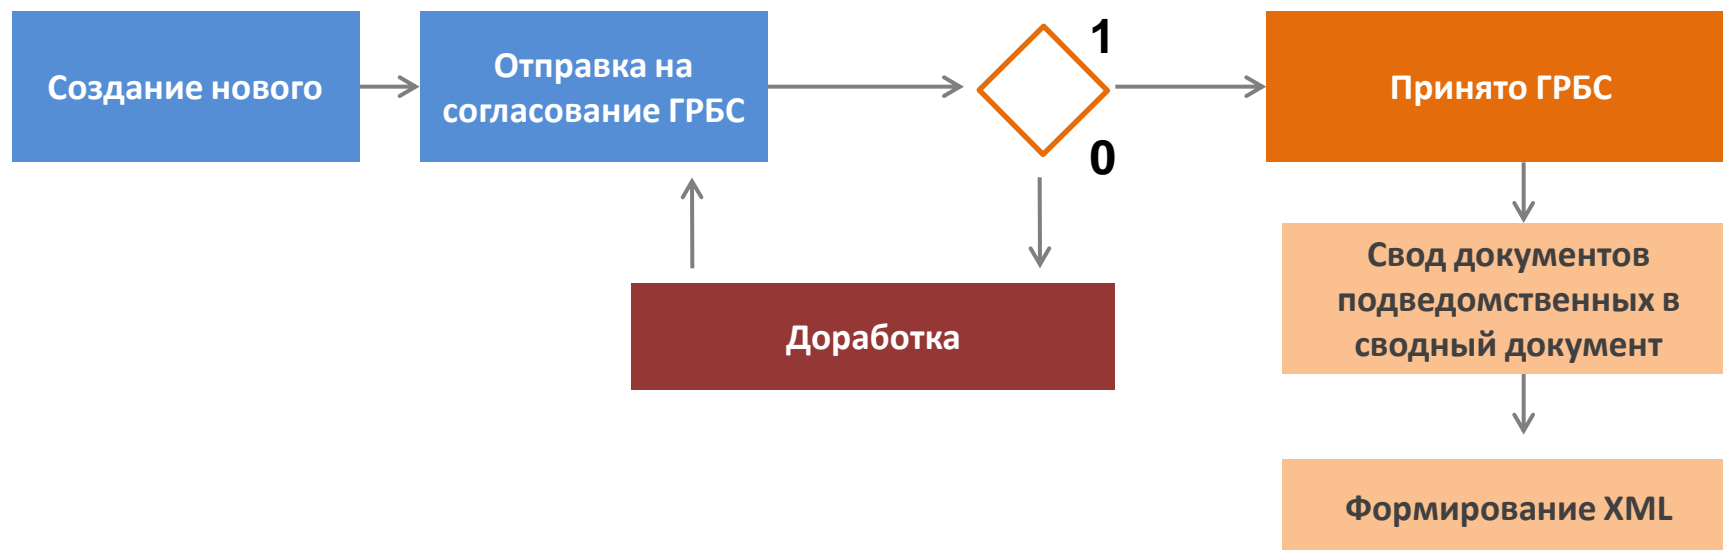 Создание нового
Отправка на
согласование ГРБС
1
0
Принято ГРБС
Доработка
Свод документов
подведомственных в
сводный документ
Формирование XML